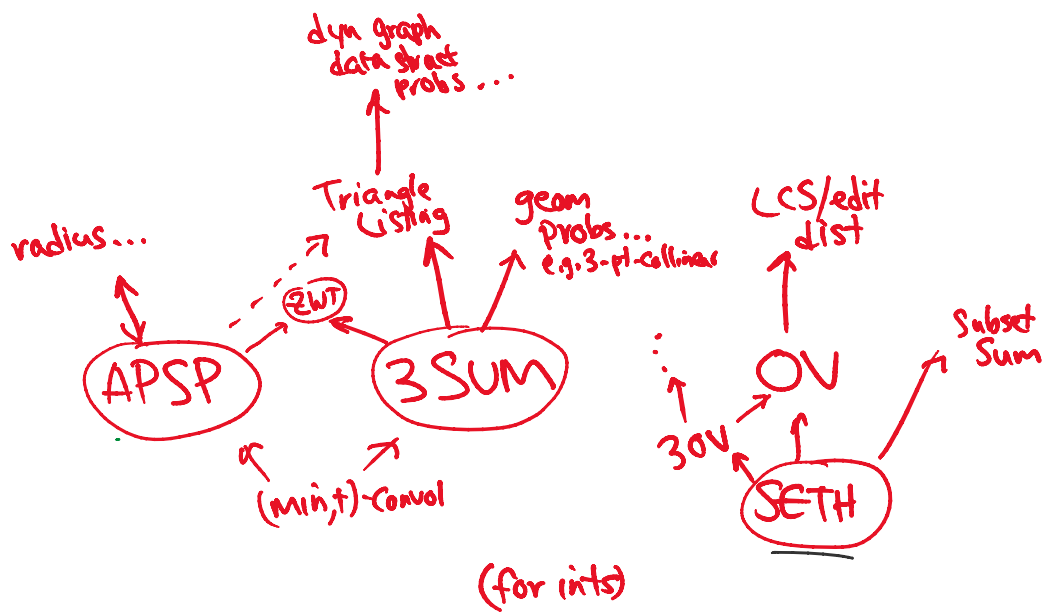 dyn graph
data struct
probs ...
Triangle
Listing
geom
probs ...
e.g. 3-pt-collinear
LCS/edit
dist
radius ...
ZWT
Subset
Sum
APSP
3SUM
OV
3OV
(min,+)-Convol
SETH
(for ints)